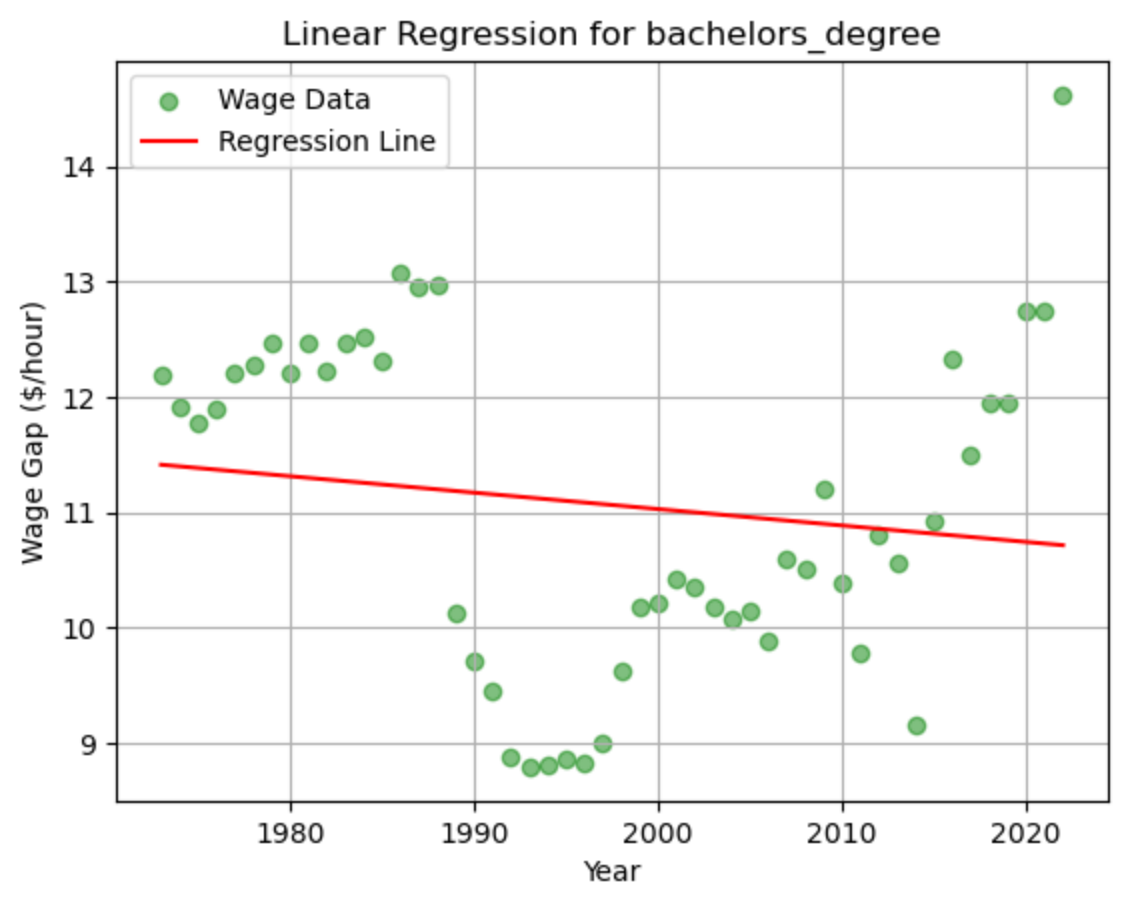 Linear Regression for bachelors_degree
Wage Data
Regression Line
14
13
12
11
10
9
Wage Gap ($/hour)
1980
1990
2000
2010
2020
Year